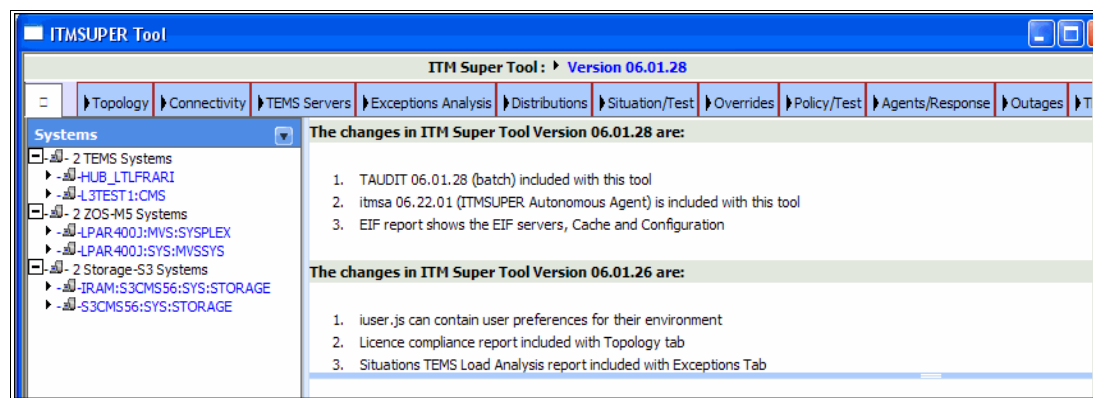 ITMSUPER Tool
ITM Super Tool : Version 06.01.28
Topology Connectivity TEMS Servers Exceptions Analysis Distributions Situation/Test Overrides Policy/Test Agents/Response Outages
Systems
- 2 TEMS Systems
-HUB_LTLFRARI
-L3TEST1:CMS
- 2 ZOS-M5 Systems
-LPAR400J:MVS:SYSPLEX
-LPAR400J:SYS:MVSSYS
- 2 Storage-S3 Systems
-IRAM:S3CMS56:SYS:STORAGE
-S3CMS56:SYS:STORAGE
The changes in ITM Super Tool Version 06.01.28 are:
1. TAUDIT 06.01.28 (batch) included with this tool
2. itmsa 06.22.01 (ITMSUPER Autonomous Agent) is included with this tool
3. EIF report shows the EIF servers, Cache and Configuration
The changes in ITM Super Tool Version 06.01.26 are:
1. iuser.js can contain user preferences for their environment
2. Licence compliance report included with Topology tab
3. Situations TEMS Load Analysis report included with Exceptions Tab